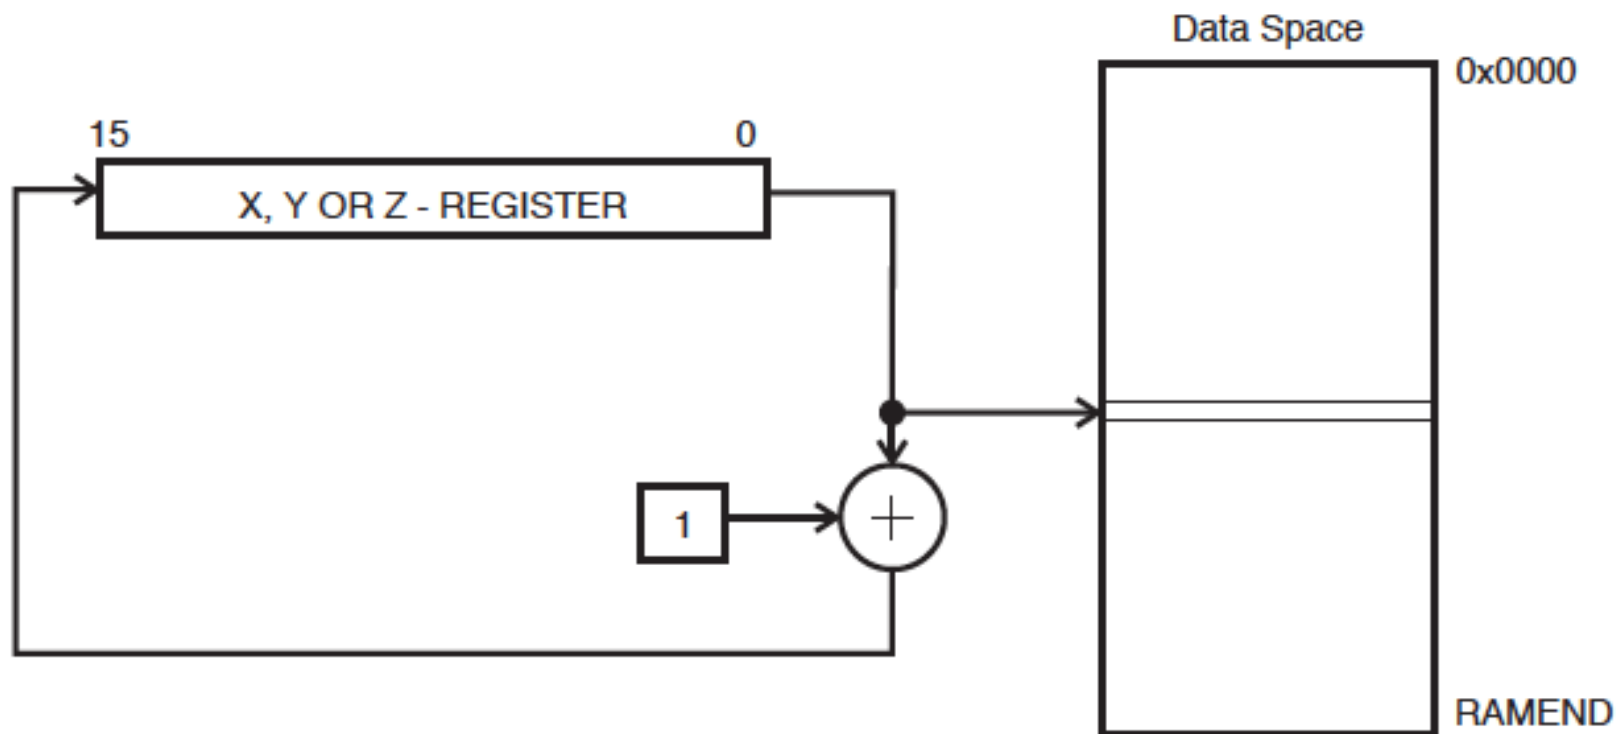 Data Space
0x0000
15
0
X, Y OR Z - REGISTER
1
+
RAMEND